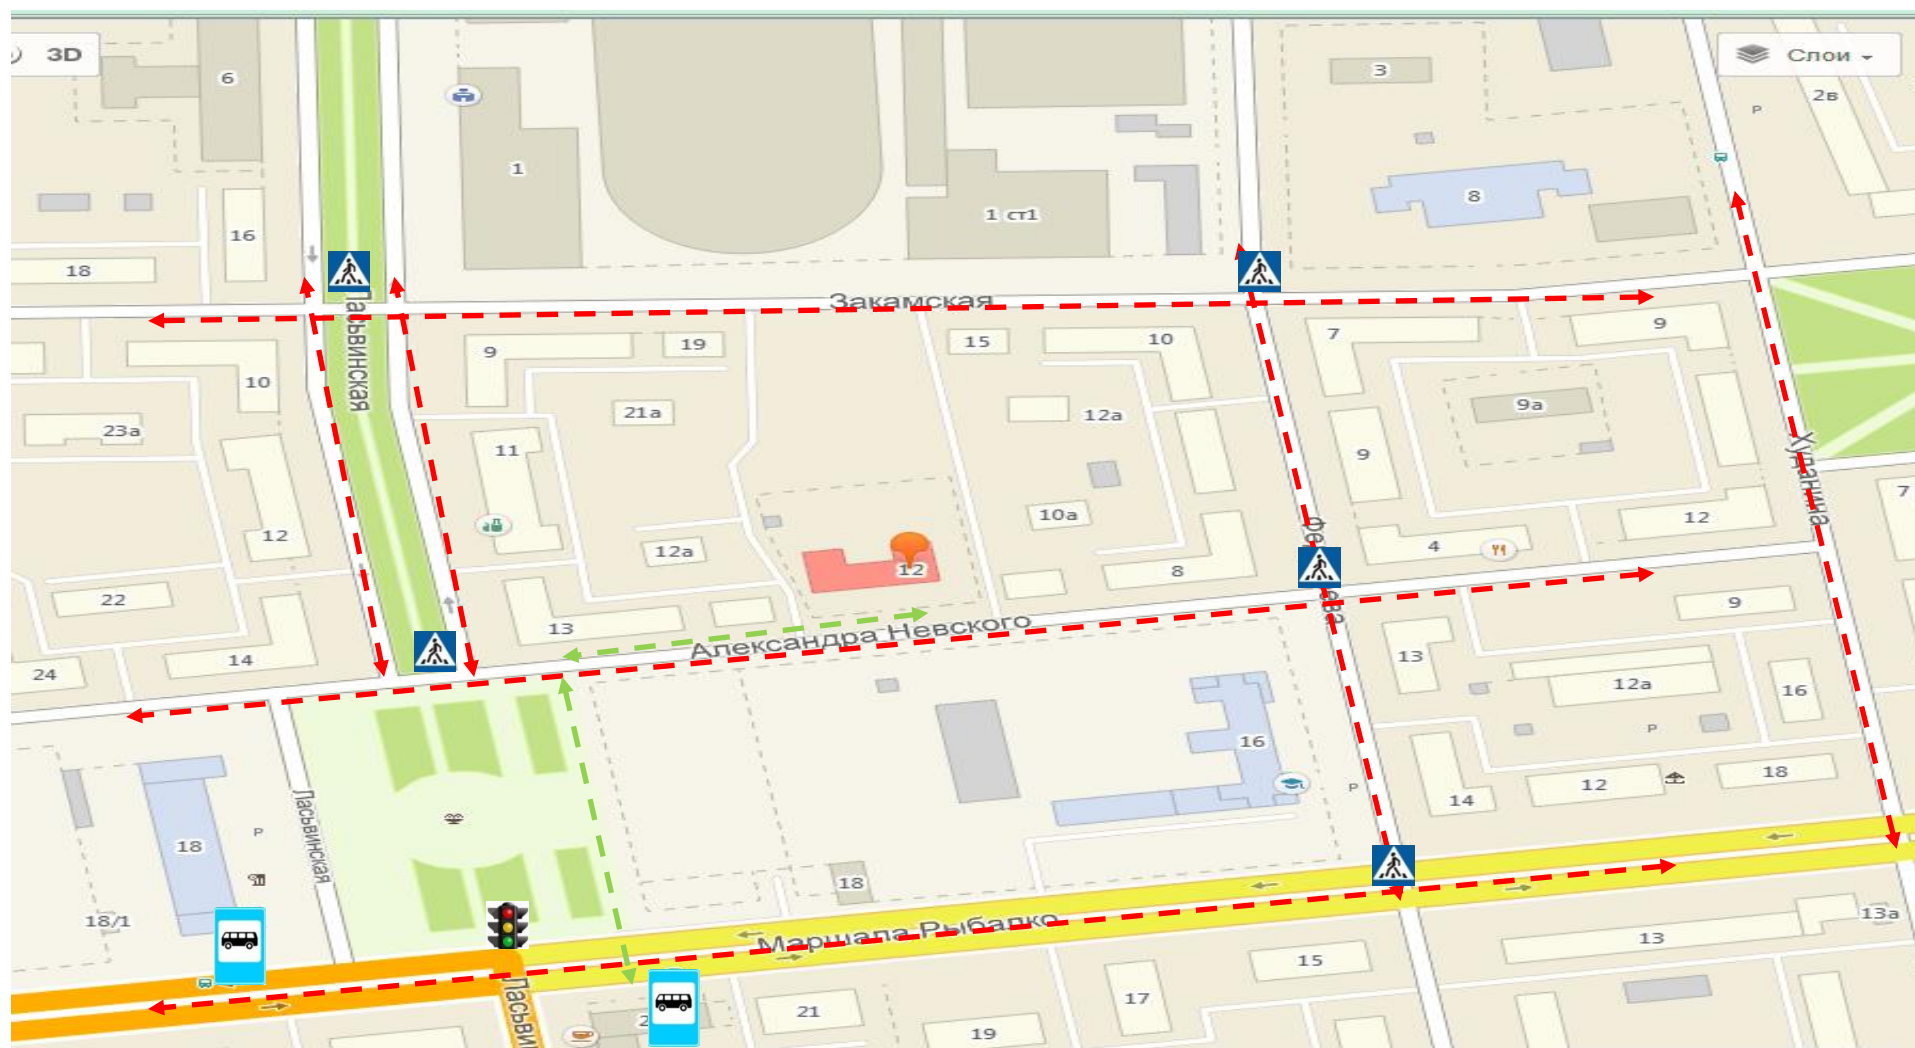 3D
6
Слои
3
2в
P
1
8
1 ст1
16
18
Закамская
Ласьвинская
9
19
15
10
7
9
10
21а
12а
9а
23а
11
9
Худанина
7
12
10а
12
12а
4
12
8
22
13
9
Александра Невского
14
24
13
12а
16
16
P
18
12
P
14
Ласьвинская
18
P
18
18/1
13а
Маршала Рыбалко
13
15
17
21
19